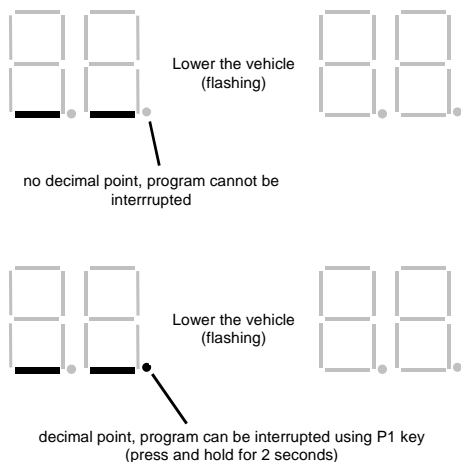 Lower the vehicle
(flashing)
no decimal point, program cannot be
interrrupted
Lower the vehicle
(flashing)
decimal point, program can be interrupted using P1 key
(press and hold for 2 seconds)